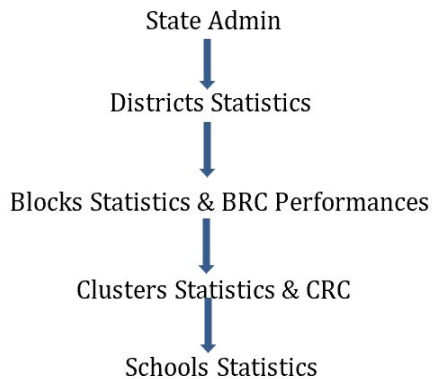 State Admin
Districts Statistics
Blocks Statistics & BRC Performances
Clusters Statistics & CRC
Schools Statistics